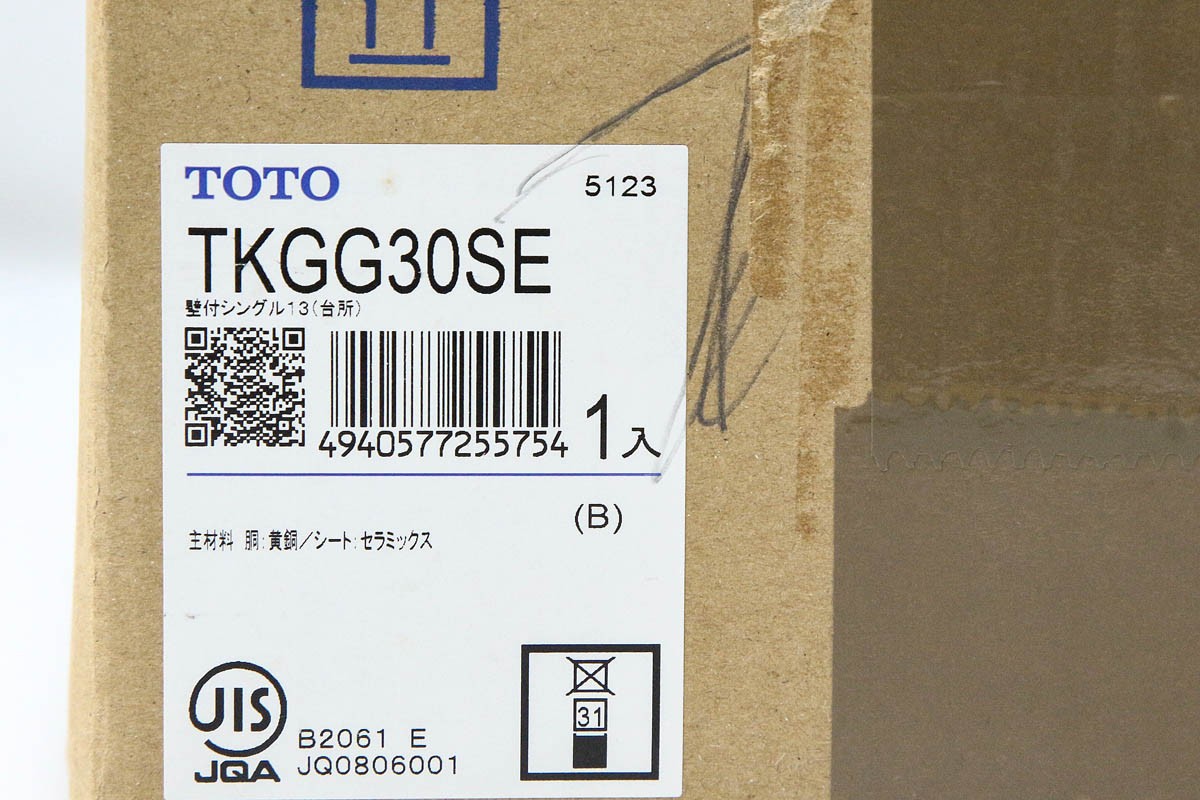 TOTO
5123
TKGG30SE
壁付シングル13(台所)
4940577255754
1入
(B)
主材料 胴:黄銅/シート:セラミックス
31
JIS
JQA
B2061 E
JQ0806001